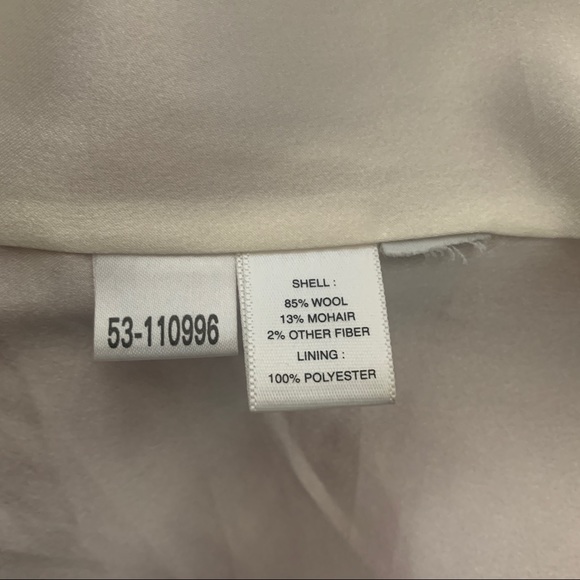 53-110996
SHELL :
85% WOOL
13% MOHAIR
2% OTHER FIBER
LINING :
100% POLYESTER